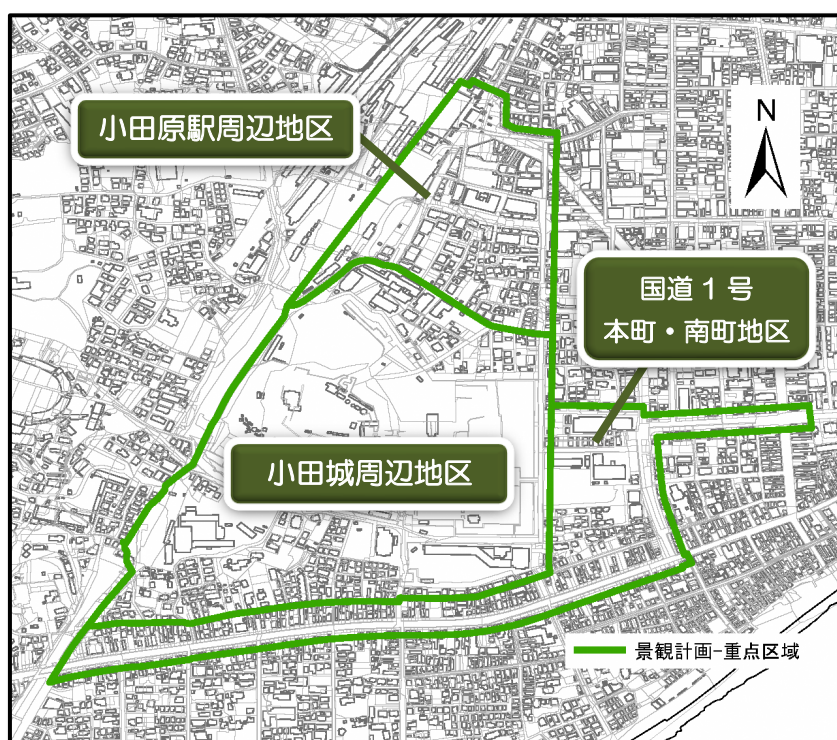 小田原駅周辺地区
N
国道1号
本町・南町地区
小田城周辺地区
景観計画-重点区域